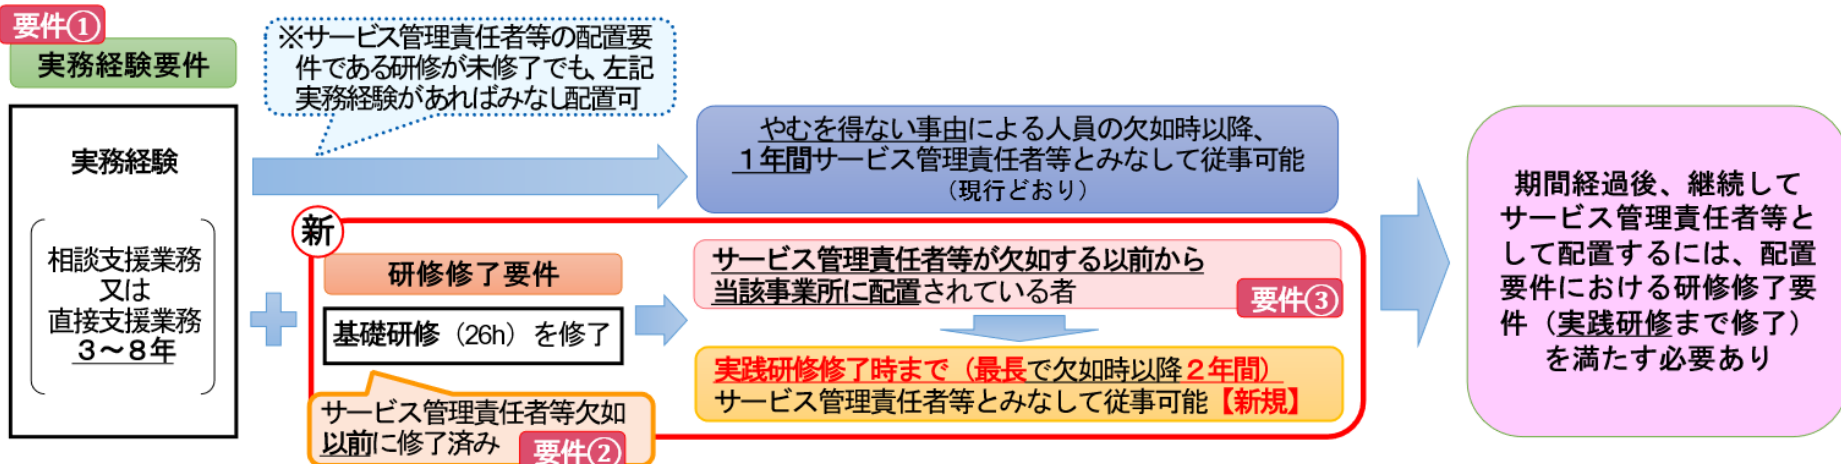 要件①
実務経験要件
実務経験
相談支援業務
又は
直接支援業務
３～８年
※サービス管理責任者等の配置要
件である研修が未修了でも、左記
実務経験があればみなし配置可
やむを得ない事由による人員の欠如時以降、
１年間サービス管理責任者等とみなして従事可能
（現行どおり）
新
研修修了要件
基礎研修（26h）を修了
サービス管理責任者等欠如
以前に修了済み
要件②
サービス管理責任者等が欠如する以前から
当該事業所に配置されている者
要件③
実践研修修了時まで（最長で欠如時以降２年間）
サービス管理責任者等とみなして従事可能【新規】
期間経過後、継続して
サービス管理責任者等と
して配置するには、配置
要件における研修修了要
件（実践研修まで修了）
を満たす必要あり